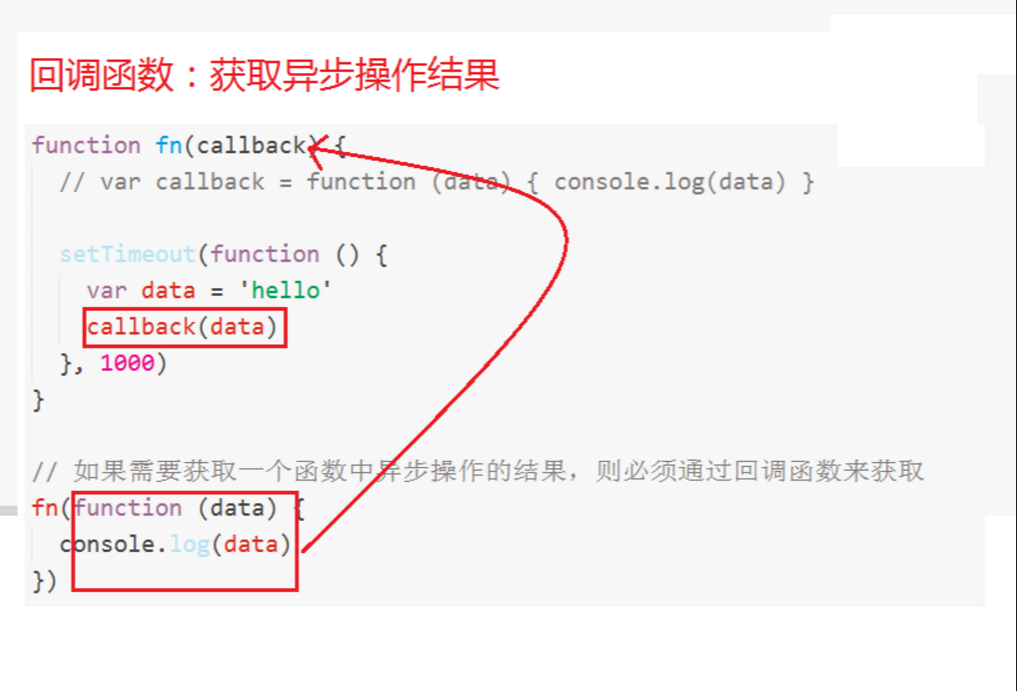 回调函数：获取异步操作结果
function fn(callback) {
// var callback = function (data) { console.log(data) }
setTimeout(function () {
var data = 'hello'
callback(data)
}, 1000)
}
// 如果需要获取一个函数中异步操作的结果，则必须通过回调函数来获取
fn(function (data) {
console.log(data)
})